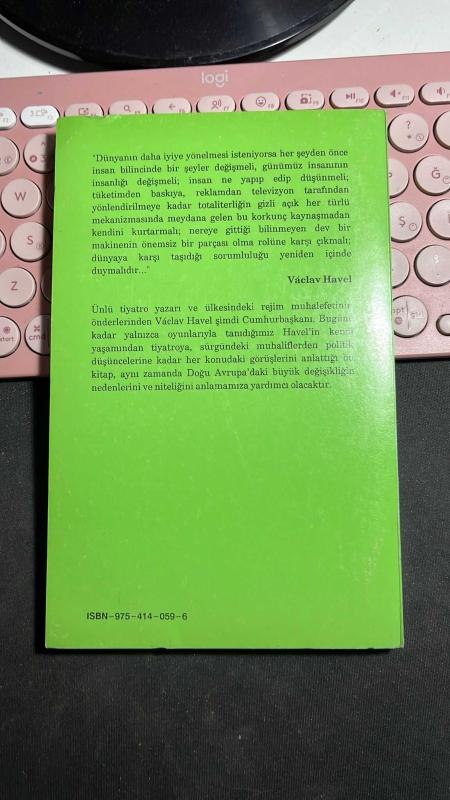 logi
"Dünyanın daha iyiye yönelmesi isteniyorsa her şeyden önce
insan bilincinde bir şeyler değişmeli, günümüz insanının
insanlığı değişmeli; insan ne yapıp edip düşünmeli;
tüketimden baskıya, reklamdan televizyon tarafından
yönlendirilmeye kadar totaliterliğin gizli açık her türlü
mekanizmasında meydana gelen bu korkunç kaynaşmadan
kendini kurtarmalı; nereye gittiği bilinmeyen dev bir
makinenin önemsiz bir parçası olma rolüne karşı çıkmalı;
dünyaya karşı taşıdığı sorumluluğu yeniden içinde
duymalıdır..."
Václav Havel
Ünlü tiyatro yazarı ve ülkesindeki rejim muhalefetinin
önderlerinden Václav Havel şimdi Cumhurbaşkanı. Bugüne
kadar yalnızca oyunlarıyla tanıdığımız Havel'in kendi
yaşamından tiyatroya, sürgündeki muhaliflerden politik
düşüncelerine kadar her konudaki görüşlerini anlattığı bu
kitap, aynı zamanda Doğu Avrupa'daki büyük değişikliğin
nedenlerini ve niteliğini anlamamıza yardımcı olacaktır.
ISBN-975-414-059-6
W
S
Z
?
Ğ
Ş
start
cmd
opt